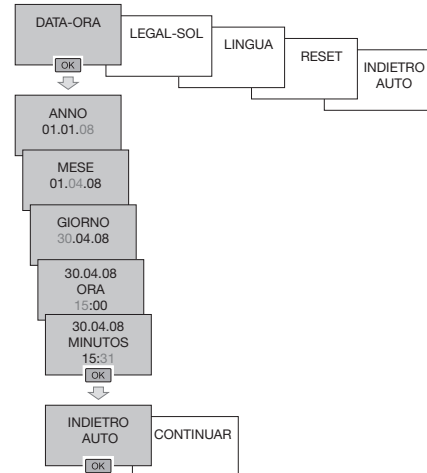 DATA-ORA
LEGAL-SOL
LINGUA
RESET
INDIETRO
AUTO
OK
ANNO
01.01.08
MESE
01.04.08
GIORNO
30.04.08
30.04.08
ORA
15:00
30.04.08
MINUTOS
15:31
OK
INDIETRO
AUTO
CONTINUAR
OK